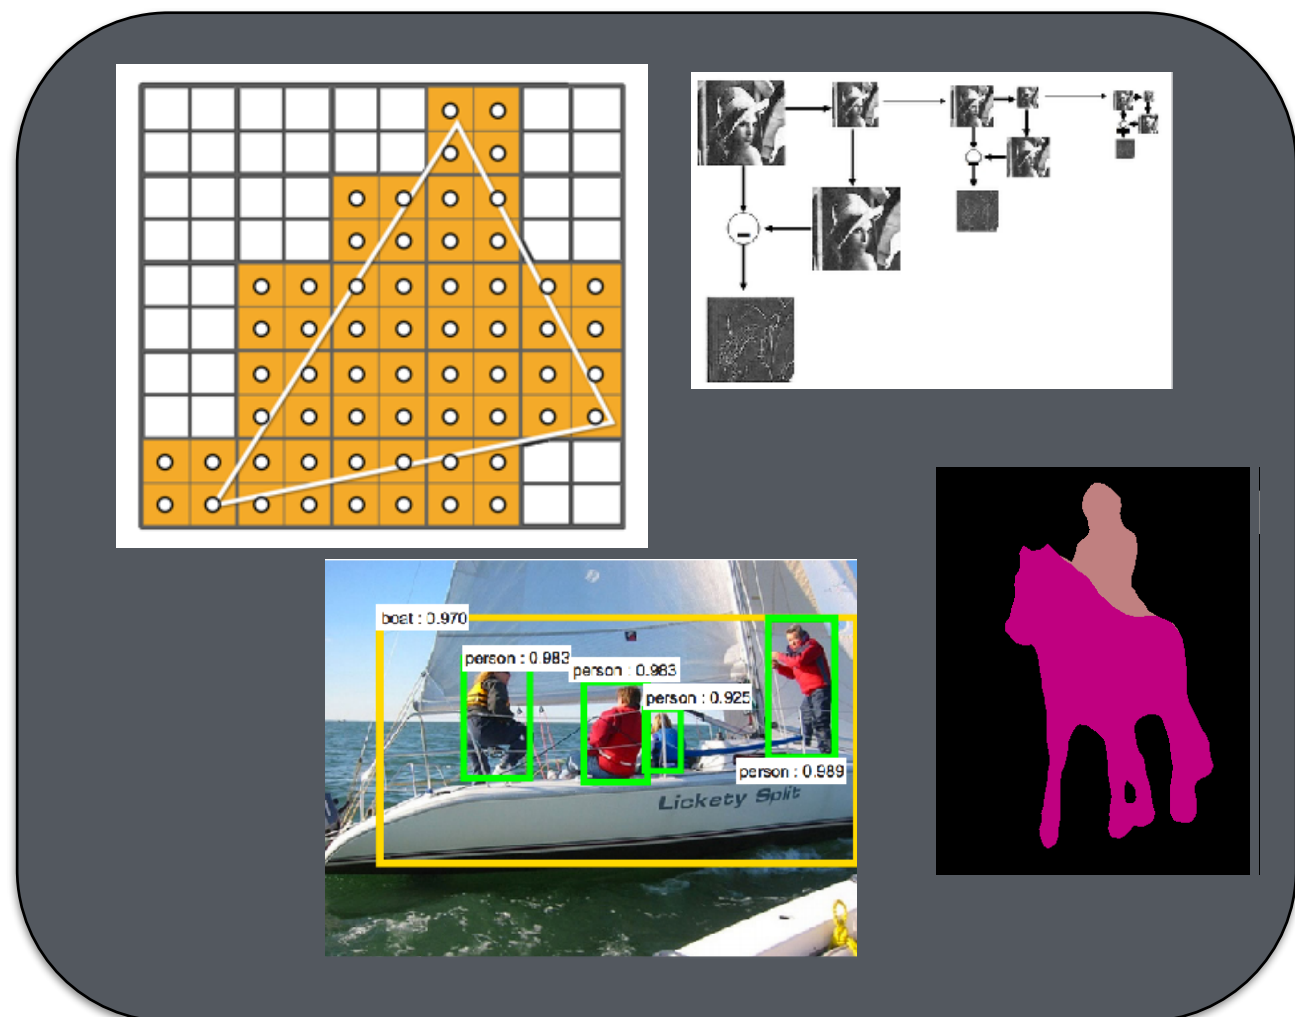 boat : 0.970
person : 0.983
person : 0.983
person : 0.925
person : 0.989
Lickety Split